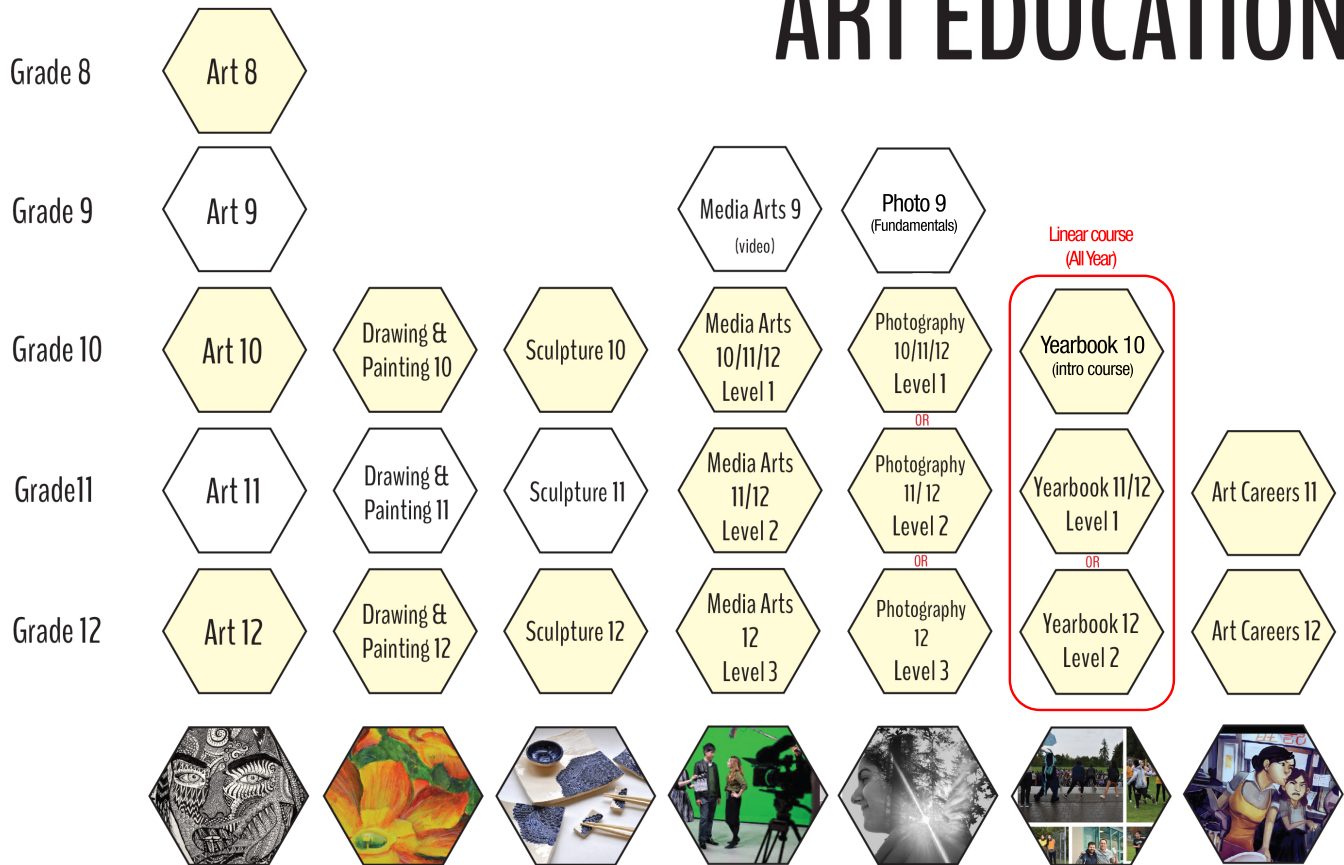 ART EDUCATION
Grade 8
Art 8
Grade 9
Art 9
Media Arts 9
(video)
Photo 9
(Fundamentals)
Linear course
(All Year)
Grade 10
Art 10
Drawing &
Painting 10
Sculpture 10
Media Arts
10/11/12
Level 1
Photography
10/11/12
Level 1
Yearbook 10
(intro course)
OR
Grade11
Art 11
Drawing &
Painting 11
Sculpture 11
Media Arts
11/12
Level 2
Photography
11/ 12
Level 2
Yearbook 11/12
Level 1
Art Careers 11
OR
OR
Grade 12
Art 12
Drawing &
Painting 12
Sculpture 12
Media Arts
12
Level 3
Photography
12
Level 3
Yearbook 12
Level 2
Art Careers 12